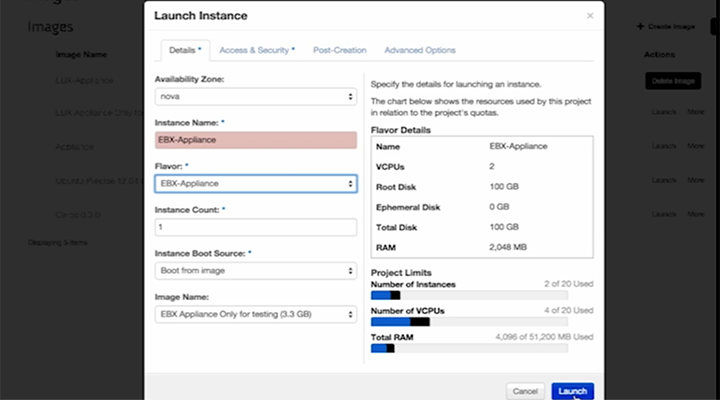 Launch Instance
×
Images
+ Create Image
Image Name
Actions
Details *
Access & Security *
Post-Creation
Advanced Options
Availability Zone:
nova
Instance Name: *
EBX-Appliance
Flavor: *
EBX-Appliance
Instance Count: *
1
Instance Boot Source: *
Boot from image
Image Name:
EBX Appliance Only for testing (3.3 GB)
Specify the details for launching an instance.
The chart below shows the resources used by this project
in relation to the project's quotas.
Flavor Details
Name EBX-Appliance
VCPUs 2
Root Disk 100 GB
Ephemeral Disk 0 GB
Total Disk 100 GB
RAM 2,048 MB
Project Limits
Number of Instances 2 of 20 Used
Number of VCPUs 4 of 20 Used
Total RAM 4,096 of 51,200 MB Used
EBX-Appliance
Delete Image
EBX Appliance Only for
Launch More
Appliance
Launch More
Ubuntu Precise 12.04
Launch More
Launch More
Displaying 5 items
Cancel
Launch